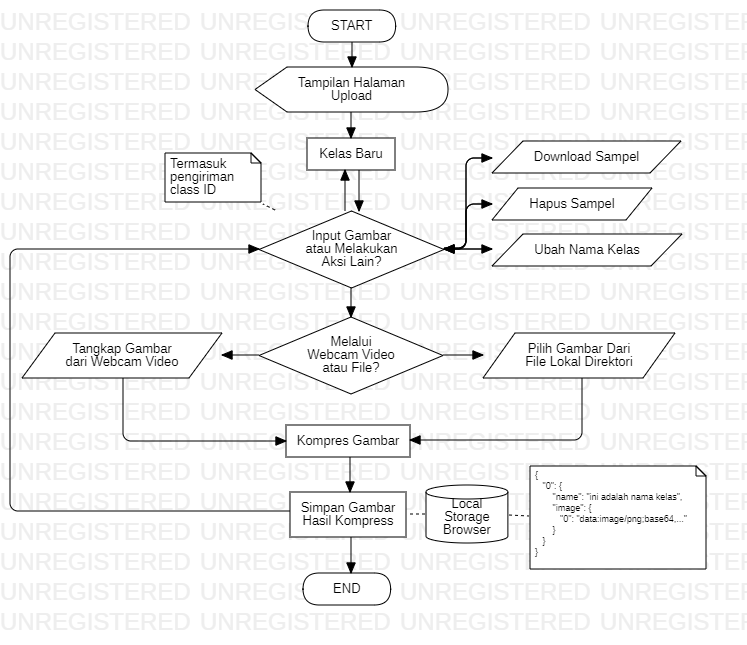 START
Tampilan Halaman
Upload
Kelas Baru
Termasuk
pengiriman
class ID
Download Sampel
Hapus Sampel
Ubah Nama Kelas
Input Gambar
atau Melakukan
Aksi Lain?
Melalui
Webcam Video
atau File?
Tangkap Gambar
dari Webcam Video
Pilih Gambar Dari
File Lokal Direktori
Kompres Gambar
Simpan Gambar
Hasil Kompress
Local
Storage
Browser
{
"0": {
"name": "ini adalah nama kelas",
"image": {
"0": "data:image/png;base64,..."
}
}
}
END
UNREGISTERED UNREGISTERED UNREGISTERED UNREGISTERED